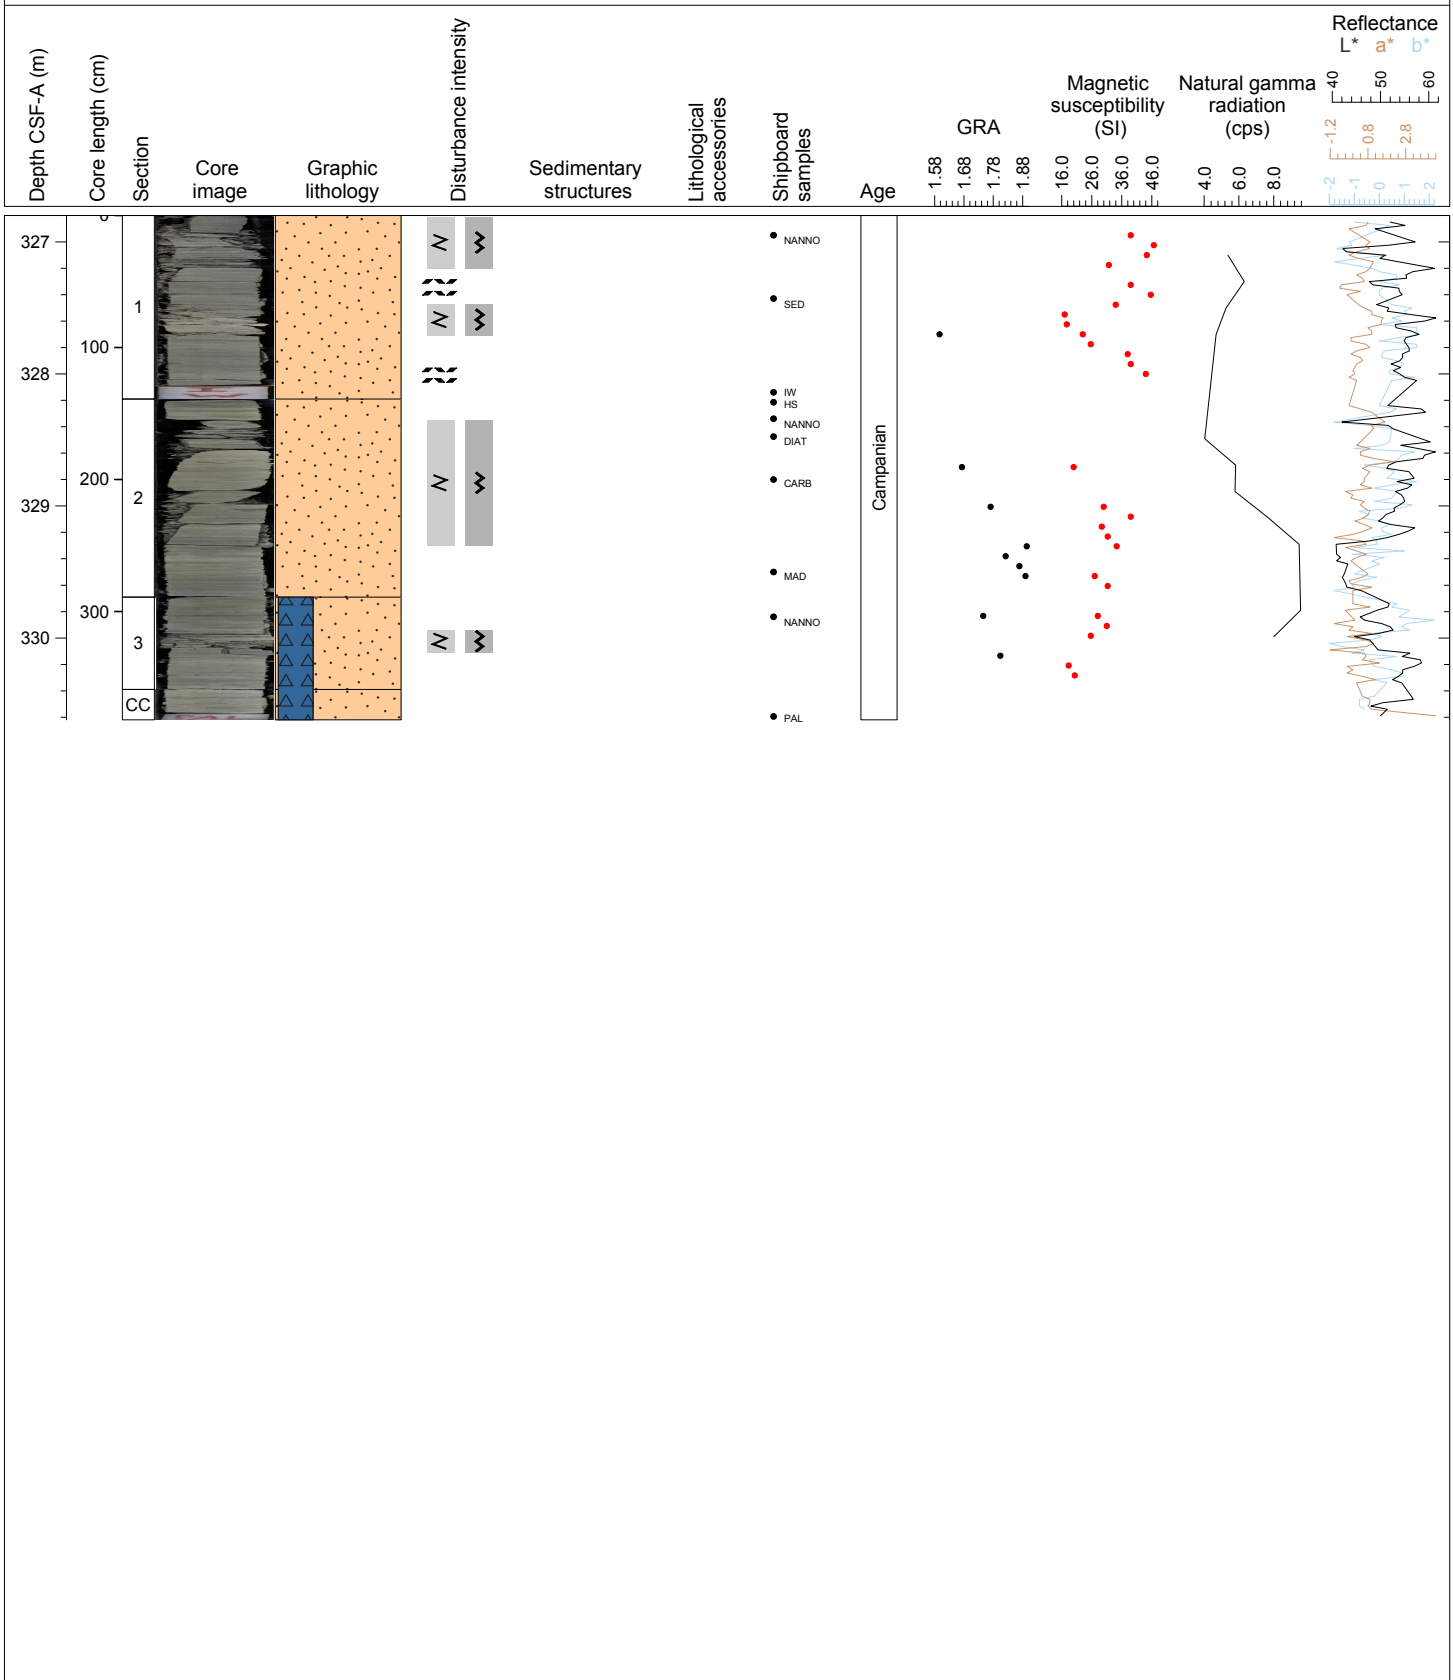 Depth CSF-A (m)
Core length (cm)
Section
Core
image
Graphic
lithology
Disturbance intensity
Sedimentary
structures
Lithological
accessories
Shipboard
samples
Age
GRA
1.58
1.68
1.78
1.88
Magnetic
susceptibility
(SI)
16.0
26.0
36.0
46.0
Natural gamma
radiation
(cps)
4.0
6.0
8.0
Reflectance
L* a* b*
40
50
60
-1.2
0.8
2.8
-2
-1
0
1
2
0
327
NANNO
SED
1
100
328
IW
HS
NANNO
DIAT
CARB
200
2
329
Campanian
MAD
300
NANNO
330
3
CC
PAL